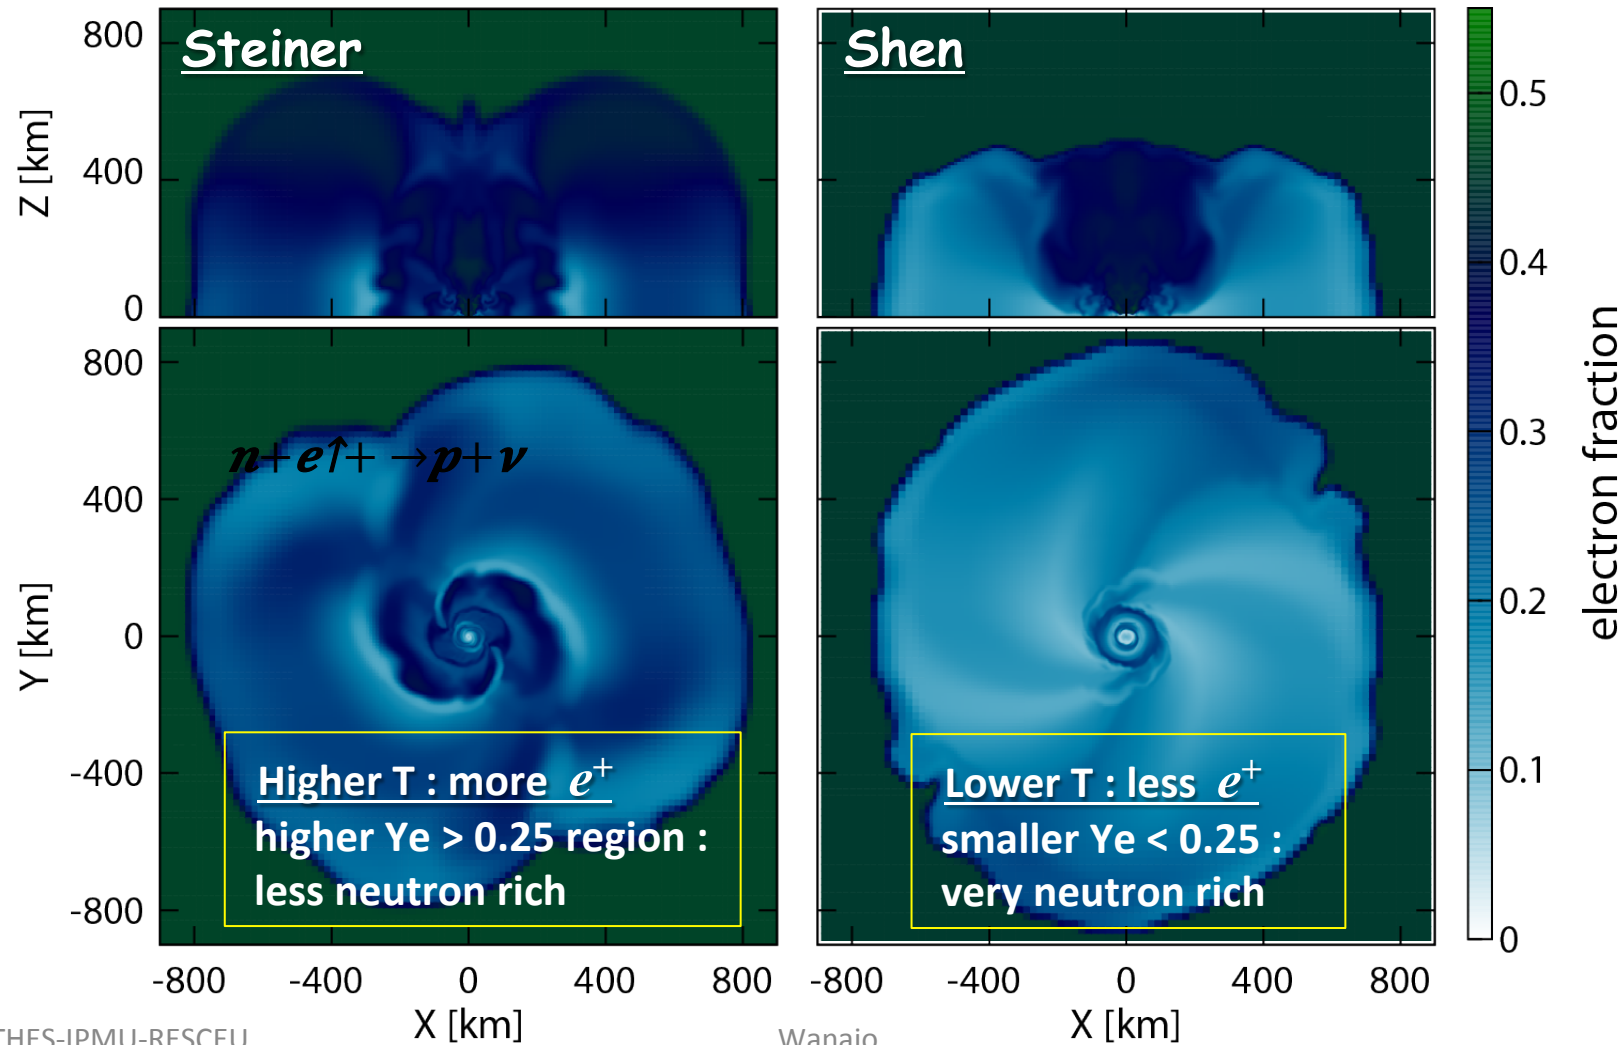 Steiner
Shen
800
400
0
Z [km]
800
400
0
-400
-800
Y [km]
n+e↑+ →p+ν
Higher T : more e⁺
higher Ye > 0.25 region :
less neutron rich
Lower T : less e⁺
smaller Ye < 0.25 :
very neutron rich
-800 -400 0 400 800
X [km]
-800 -400 0 400 800
X [km]
0.5
0.4
0.3
0.2
0.1
0
electron fraction
THES-IPMU-RESCEU
Wanajo